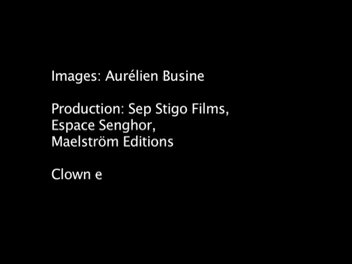 Images: Aurélien Busine
Production: Sep Stigo Films,
Espace Senghor,
Maelström Editions
Clown e